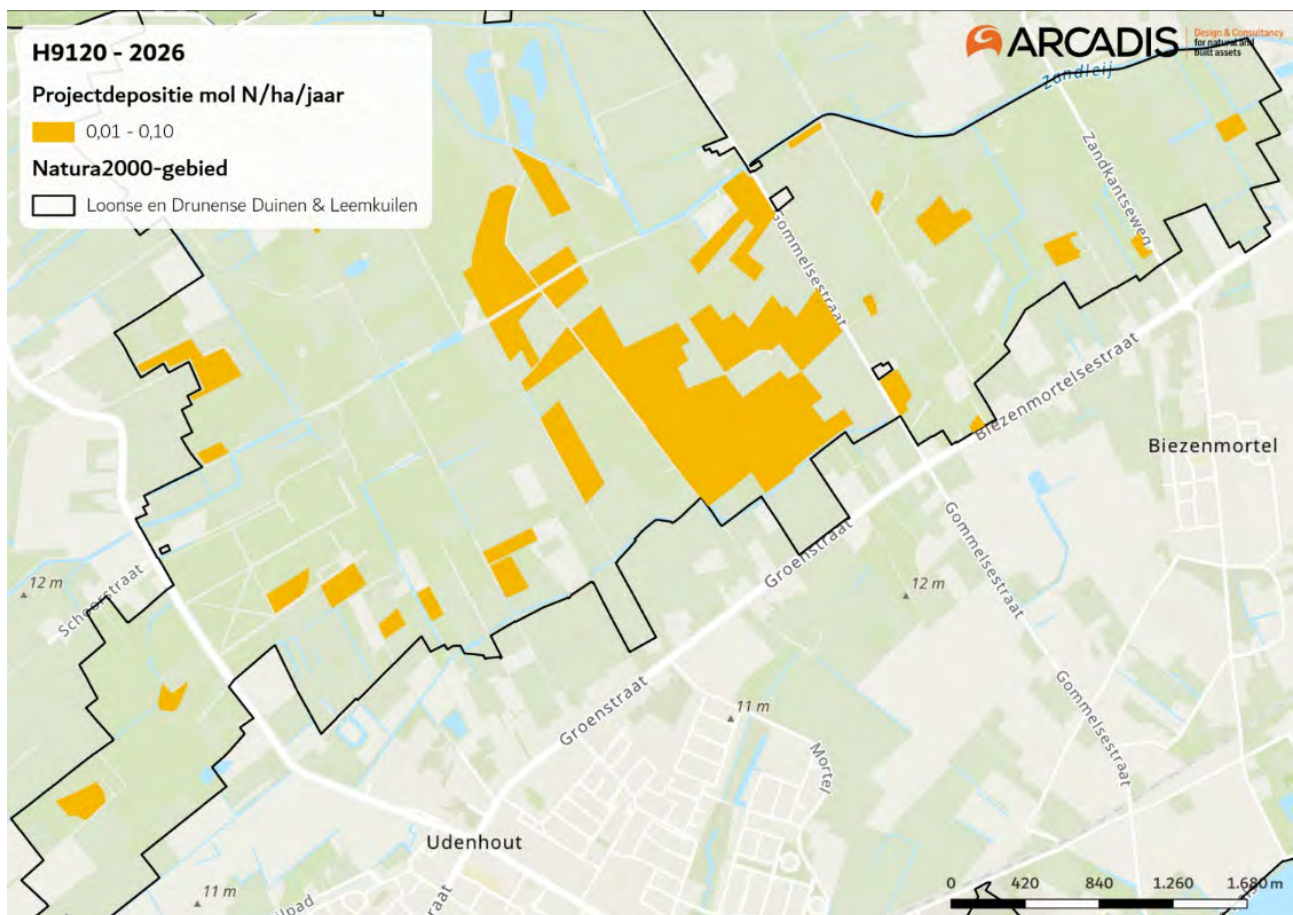 H9120 - 2026
Projectdepositie mol N/ha/jaar
0,01 - 0,10
Natura2000-gebied
Loonse en Drunense Duinen & Leemkuilen
ARCADIS
Design & Consultancy
for natural and
built assets
Zandleij
Zandkantseweg
Gommelsestraat
Biezenmortelsestraat
Biezenmortel
12 m
Schoorstraat
Groenstraat
12 m
Gommelsestraat
Groenstraat
11 m
Mortel
Gommelsestraat
Udenhout
11 m
0 420 840 1.260 1.680 m